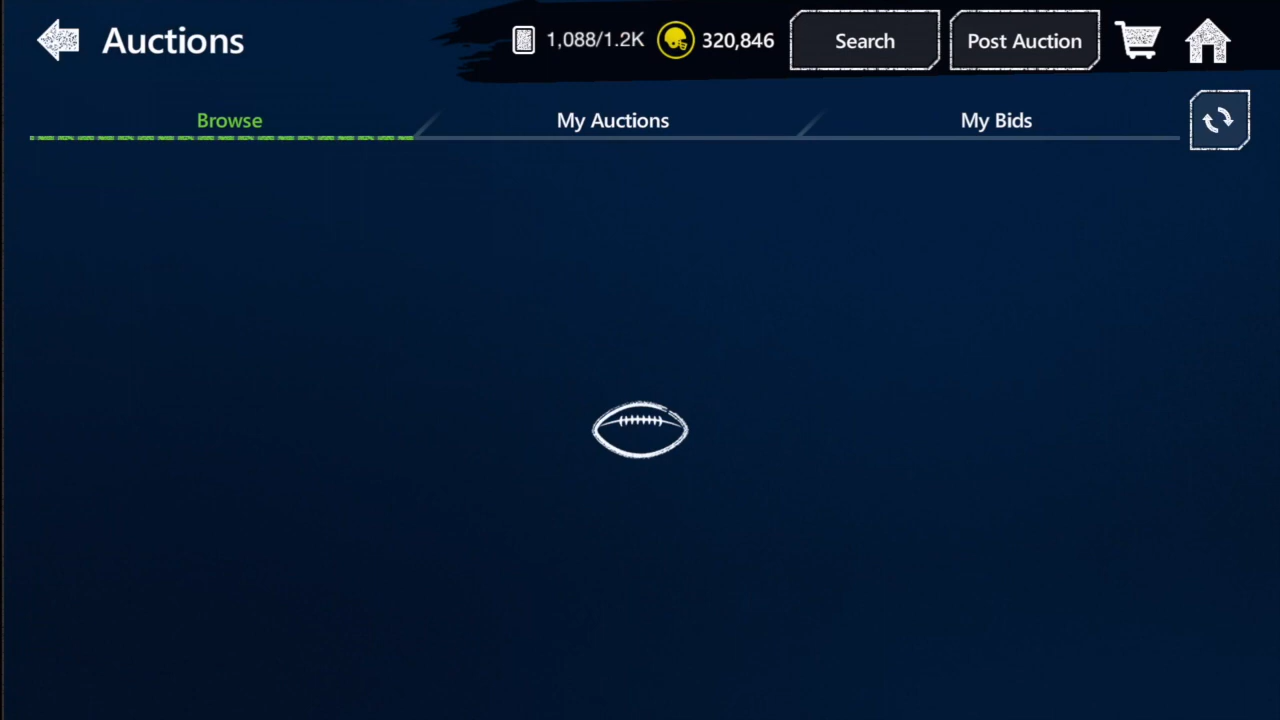 Auctions
1,088/1.2K
320,846
Search
Post Auction
Browse
My Auctions
My Bids